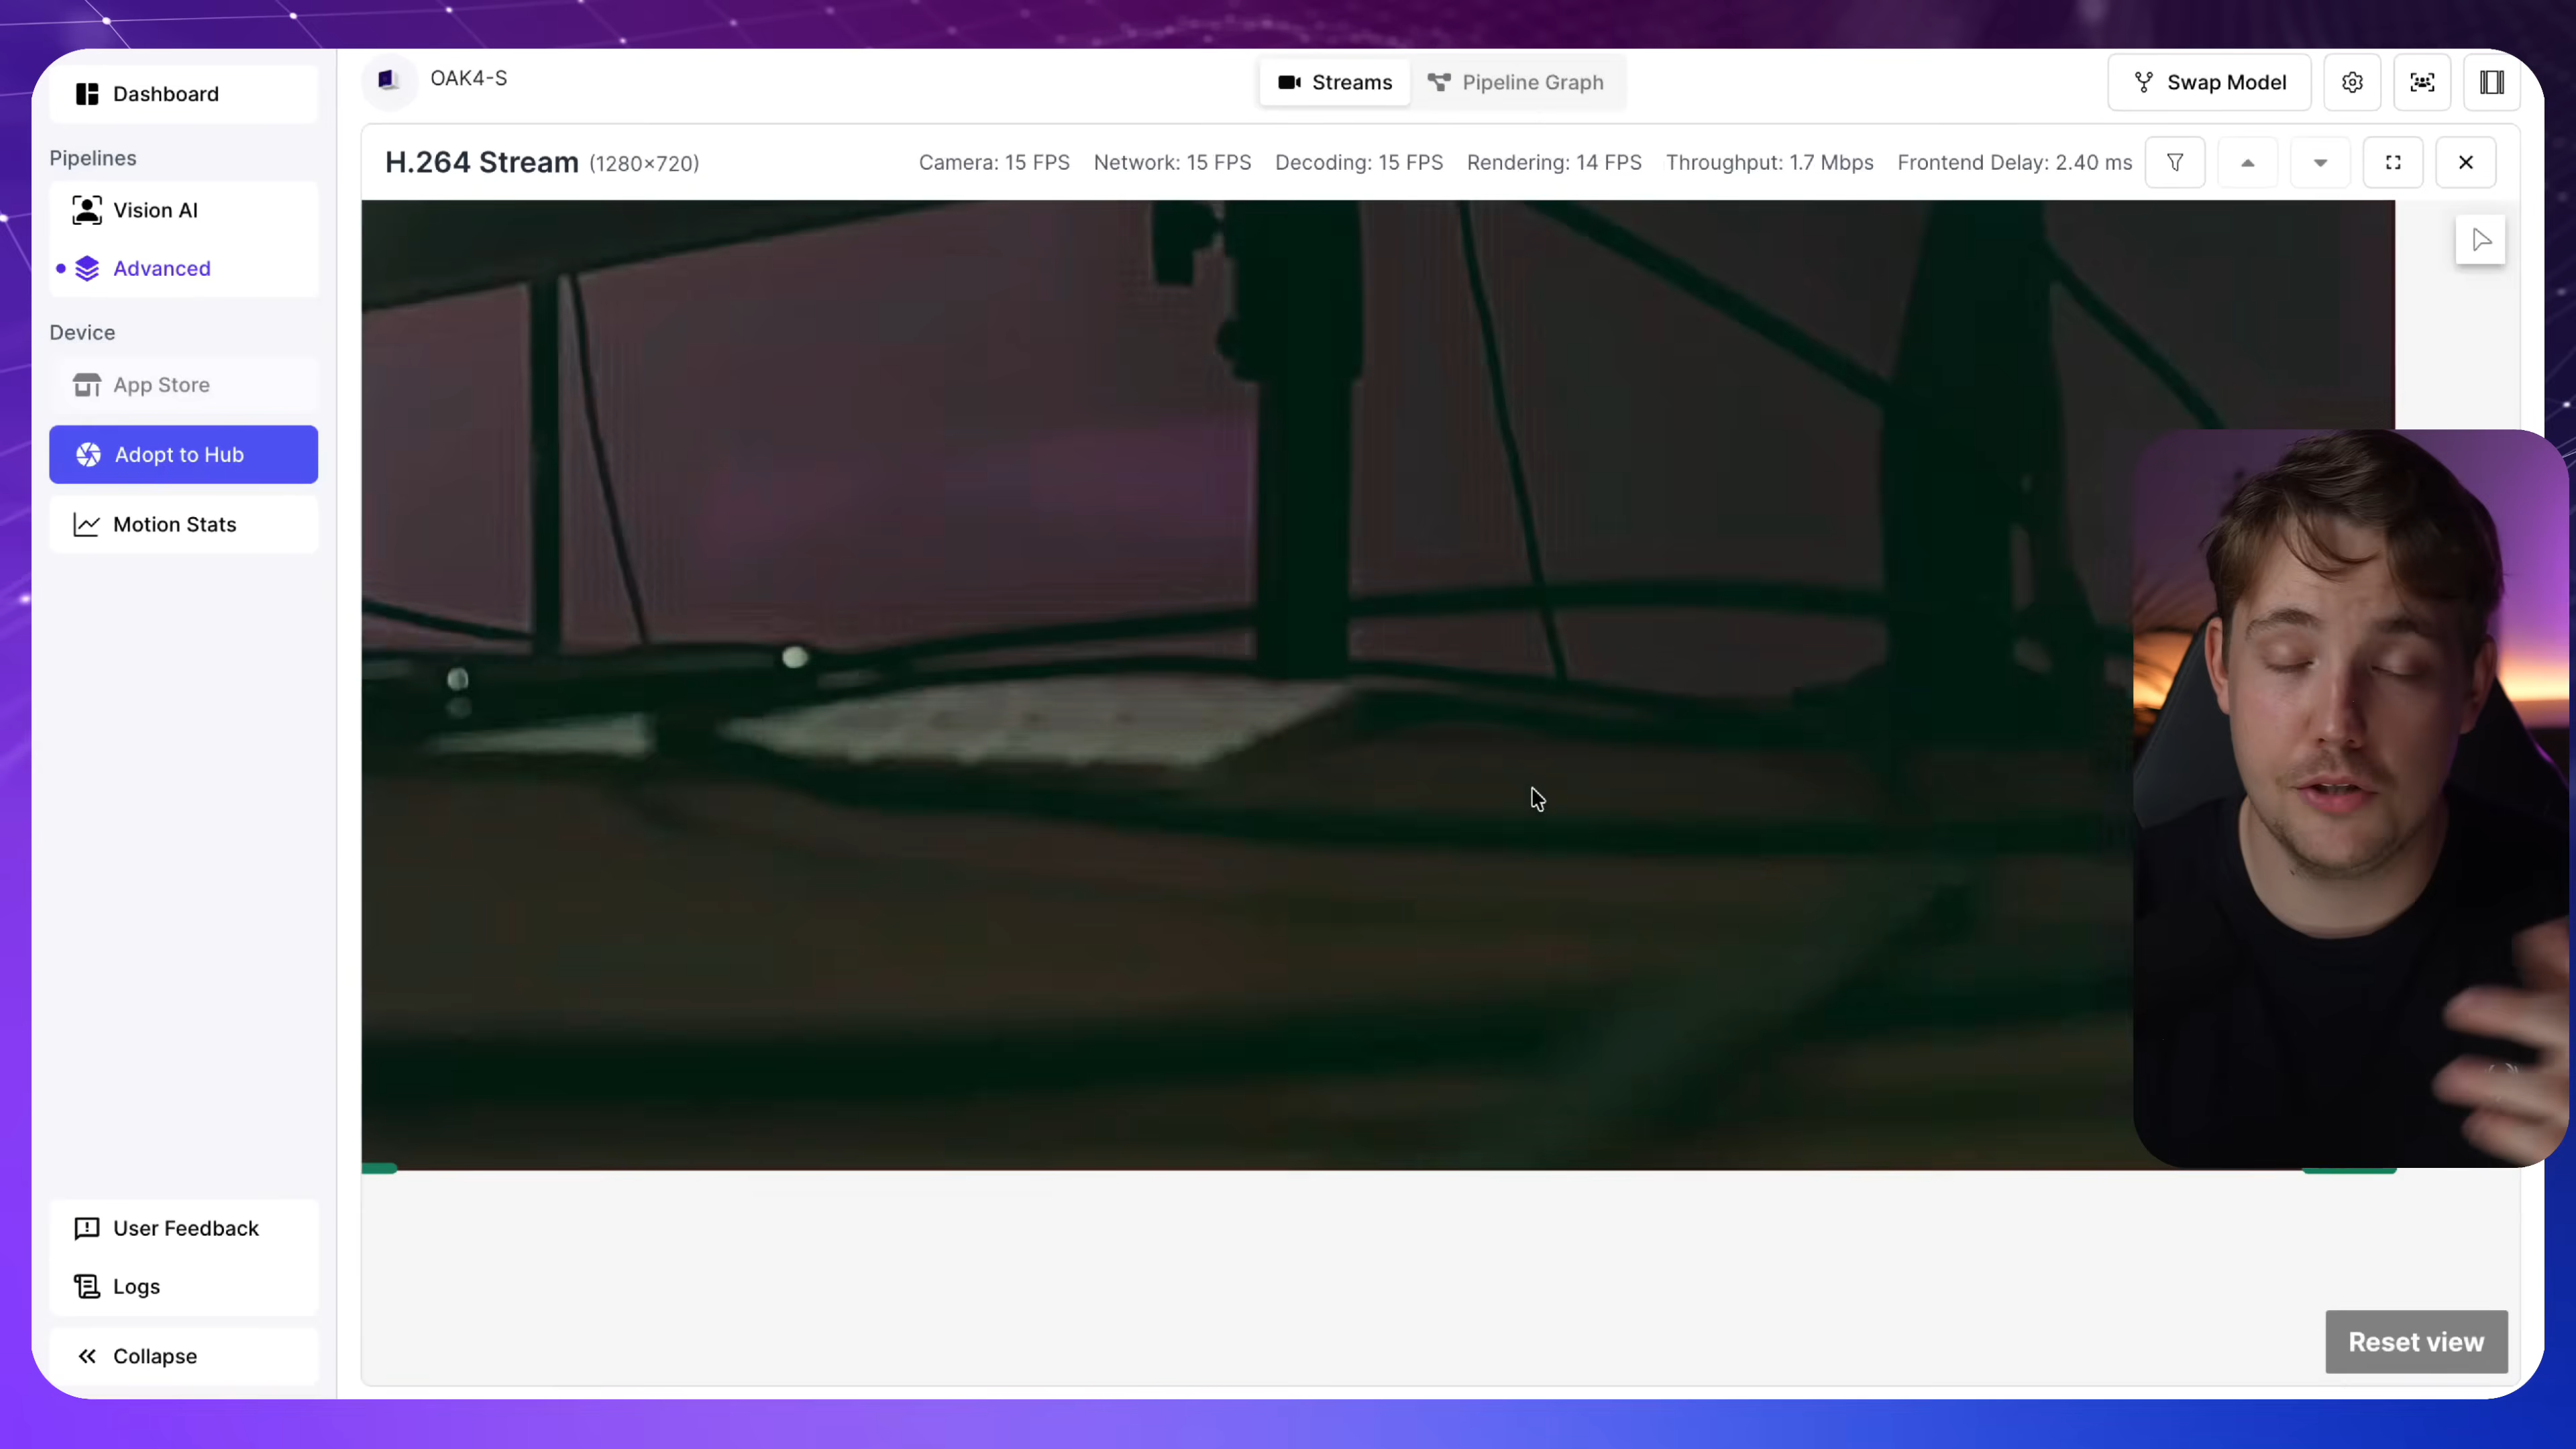 Dashboard
Pipelines
Vision AI
Advanced
Device
App Store
Adopt to Hub
Motion Stats
User Feedback
Logs
Collapse
OAK4-S
Streams
Pipeline Graph
Swap Model
H.264 Stream (1280×720)
Camera: 15 FPS Network: 15 FPS Decoding: 15 FPS Rendering: 14 FPS Throughput: 1.7 Mbps Frontend Delay: 2.40 ms
Reset view